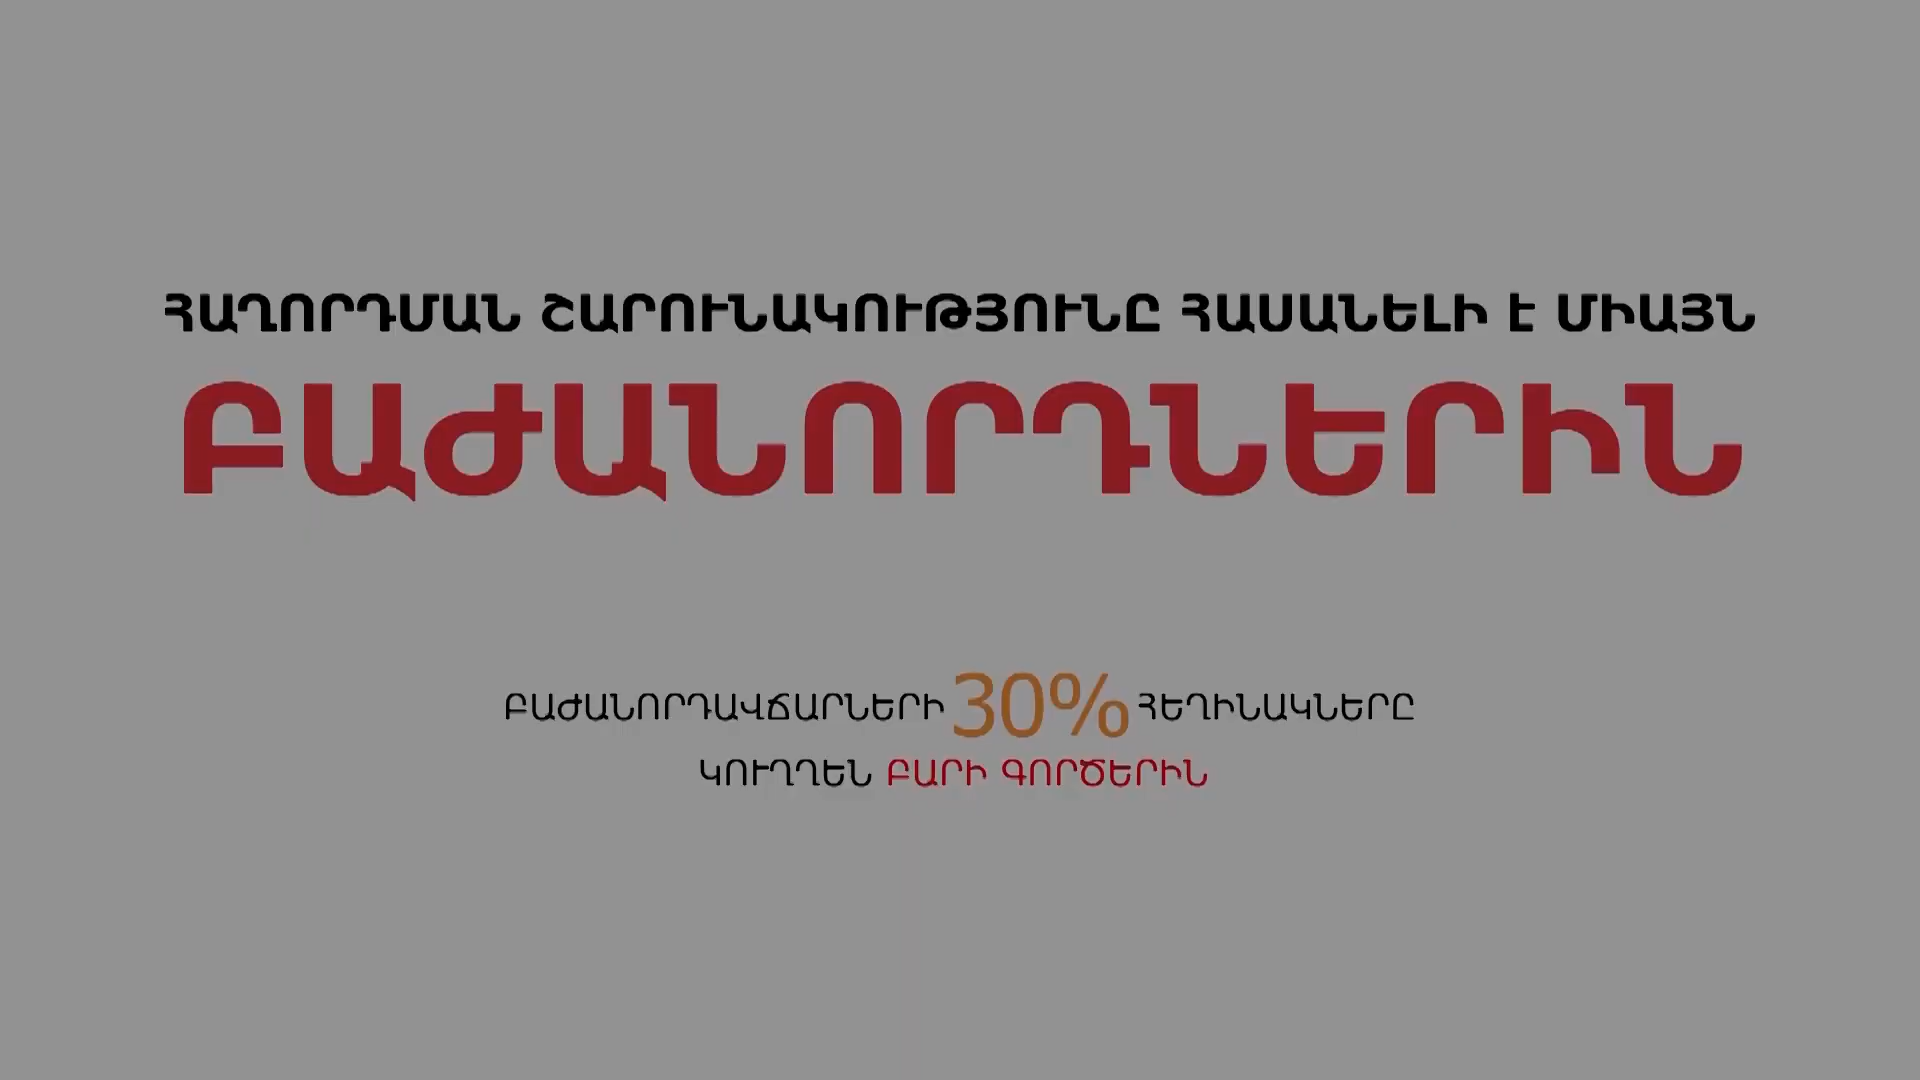 ՀԱՂՈՐԴՄԱՆ ՇԱՐՈՒՆԱԿՈՒԹՅՈՒՆԸ ՀԱՍԱՆԵԼԻ Է ՄԻԱՅՆ
ԲԱԺԱՆՈՐԴՆԵՐԻՆ
ԲԱԺԱՆՈՐԴԱՎՃԱՐՆԵՐԻ 30% ՀԵՂԻՆԱԿՆԵՐԸ
ԿՈՒՂՂԵՆ ԲԱՐԻ ԳՈՐԾԵՐԻՆ